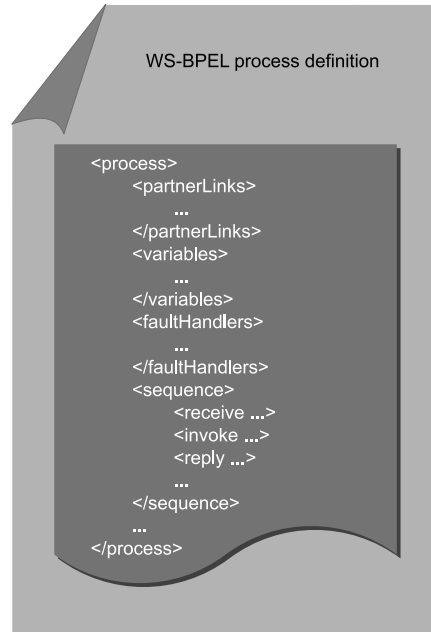 WS-BPEL process definition
<process>
<partnerLinks>
...
</partnerLinks>
<variables>
...
</variables>
<faultHandlers>
...
</faultHandlers>
<sequence>
<receive ...>
<invoke ...>
<reply ...>
...
</sequence>
...
</process>